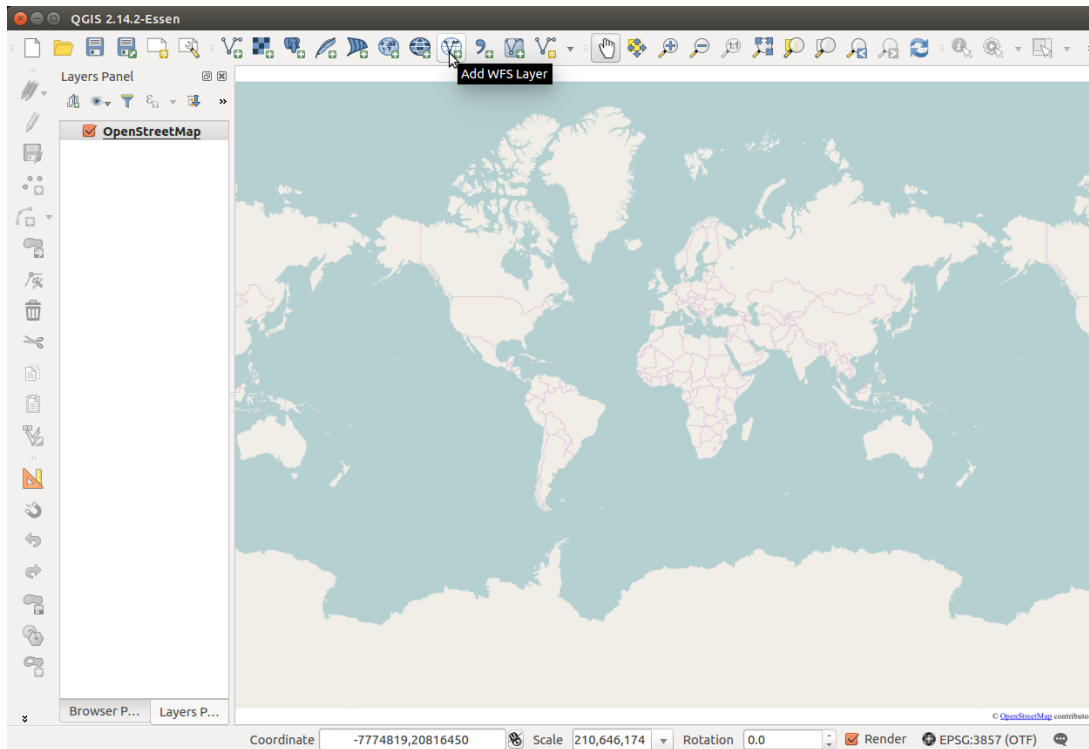 QGIS 2.14.2-Essen
Add WFS Layer
Layers Panel
OpenStreetMap
© OpenStreetMap contributo
Browser P... Layers P...
Coordinate -7774819,20816450 Scale 210,646,174 Rotation 0.0 Render EPSG:3857 (OTF)